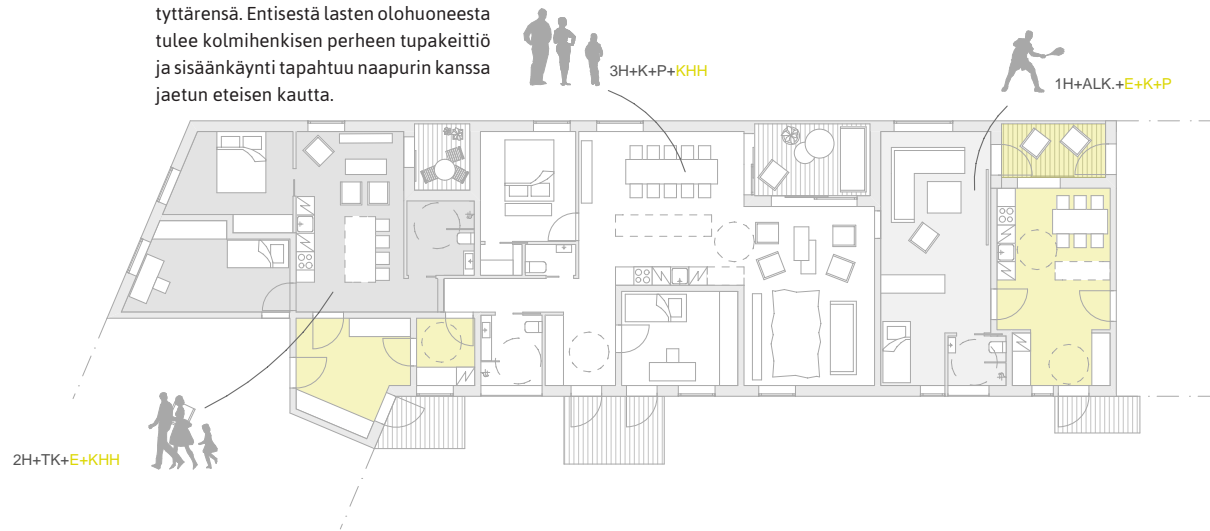 tyttärensä. Entisestä lasten olohuoneesta
tulee kolmihenkisen perheen tupakeittiö
ja sisäänkäynti tapahtuu naapurin kanssa
jaetun eteisen kautta.
3H+K+P+KHH
1H+ALK.+E+K+P
2H+TK+E+KHH